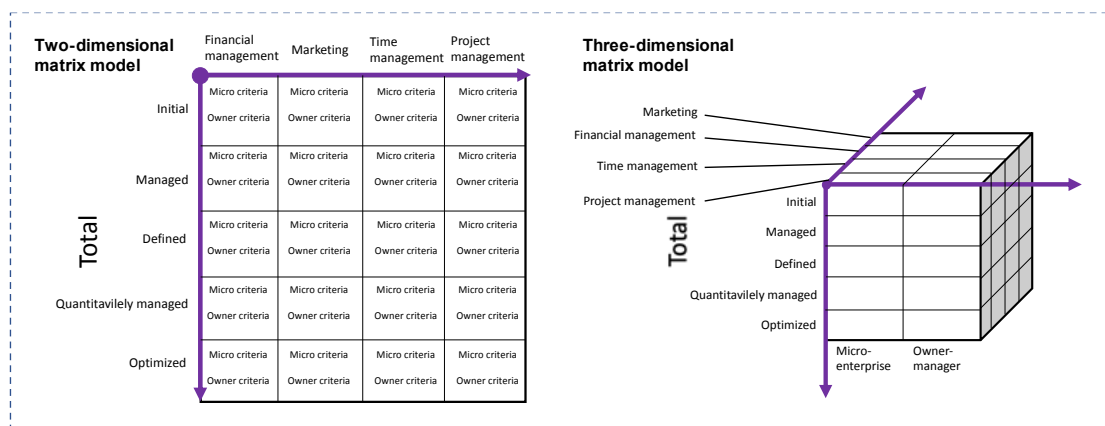 Two-dimensional
matrix model
Financial
management
Marketing
Time
management
Project
management
Initial
Micro criteria Micro criteria Micro criteria Micro criteria
Owner criteria Owner criteria Owner criteria Owner criteria
Managed
Micro criteria Micro criteria Micro criteria Micro criteria
Owner criteria Owner criteria Owner criteria Owner criteria
Total
Defined
Micro criteria Micro criteria Micro criteria Micro criteria
Owner criteria Owner criteria Owner criteria Owner criteria
Quantitavilely managed
Micro criteria Micro criteria Micro criteria Micro criteria
Owner criteria Owner criteria Owner criteria Owner criteria
Optimized
Micro criteria Micro criteria Micro criteria Micro criteria
Owner criteria Owner criteria Owner criteria Owner criteria
Three-dimensional
matrix model
Marketing
Financial management
Time management
Project management
Total
Initial
Managed
Defined
Quantitavilely managed
Optimized
Micro-
enterprise
Owner-
manager